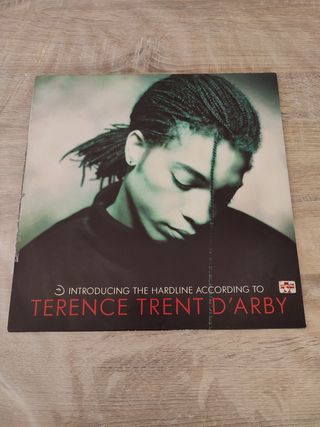 INTRODUCING THE HARDLINE ACCORDING TO
TERENCE TRENT D'ARBY